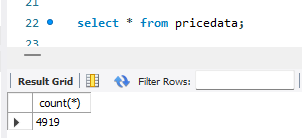 21
22 select * from pricedata;
23
Result Grid Filter Rows:
count(*)
4919